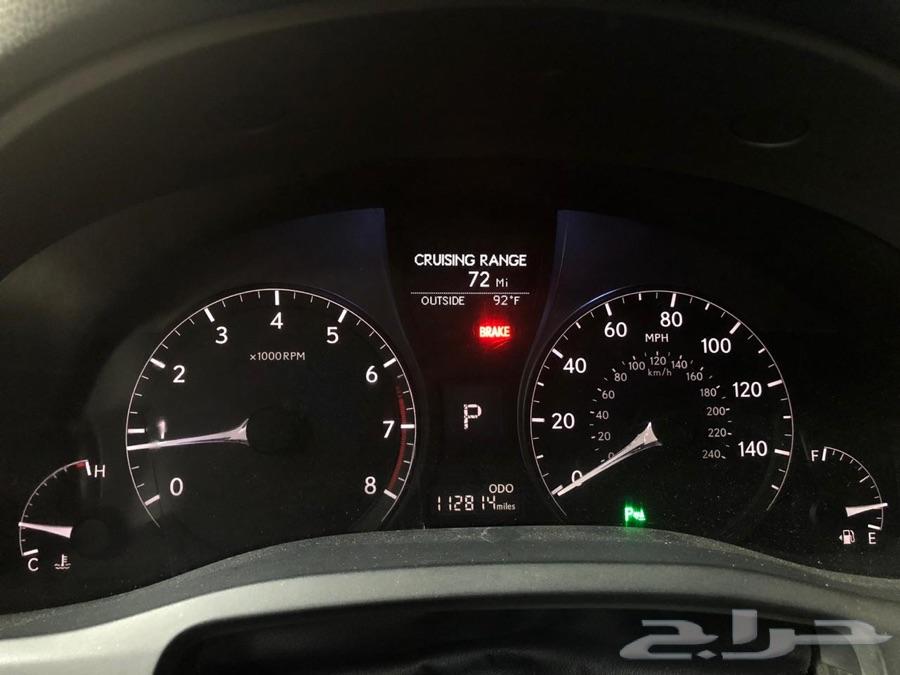 CRUISING RANGE
72 Mi
OUTSIDE 92°F
BRAKE
0 1 2 3 4 5 6 7 8
×1000RPM
P
ODO
112814 miles
0 20 40 60 80 100 120 140
MPH
0 20 40 60 80 100 120 140 160 180 200 220 240
km/h
H
C
F
E
حراج